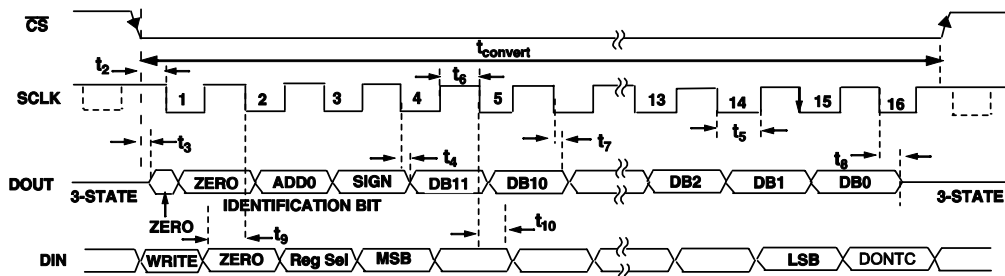 CS
tconvert
t2
t6
SCLK
1 2 3 4 5 13 14 15 16
t3
t4
t7
t5
t8
DOUT
3-STATE
ZERO ADD0 SIGN DB11 DB10 DB2 DB1 DB0
3-STATE
IDENTIFICATION BIT
ZERO
t9
t10
DIN
WRITE ZERO Reg Sel MSB LSB DONTC